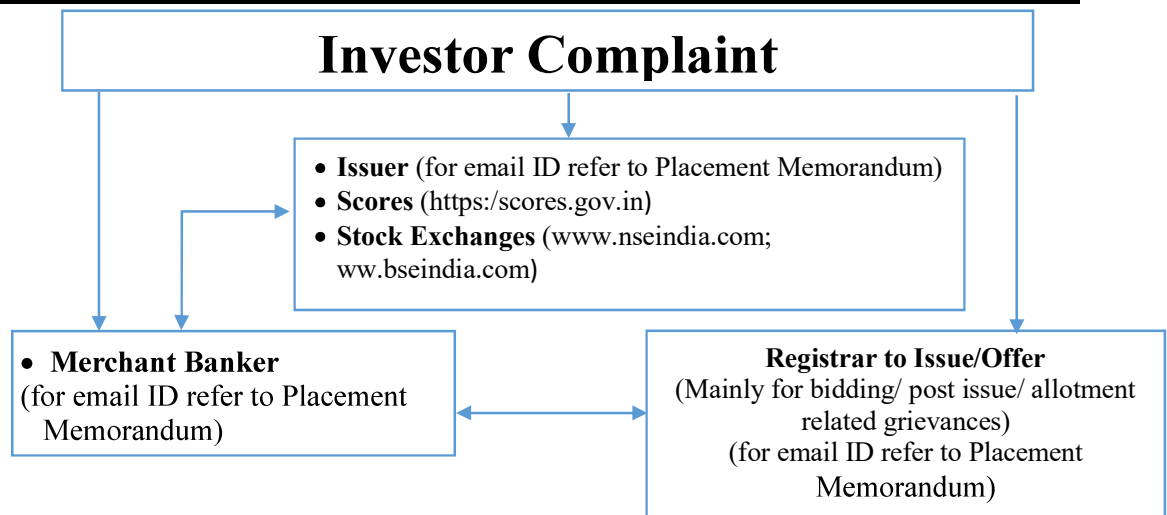 Investor Complaint
• Issuer (for email ID refer to Placement Memorandum)
• Scores (https:/scores.gov.in)
• Stock Exchanges (www.nseindia.com;
ww.bseindia.com)
• Merchant Banker
(for email ID refer to Placement
Memorandum)
Registrar to Issue/Offer
(Mainly for bidding/ post issue/ allotment
related grievances)
(for email ID refer to Placement
Memorandum)